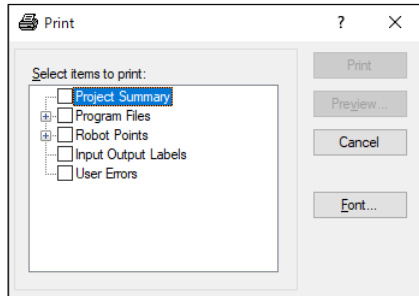 Print
?
Select items to print:
Project Summary
Program Files
Robot Points
Input Output Labels
User Errors
Print
Preview...
Cancel
Font...